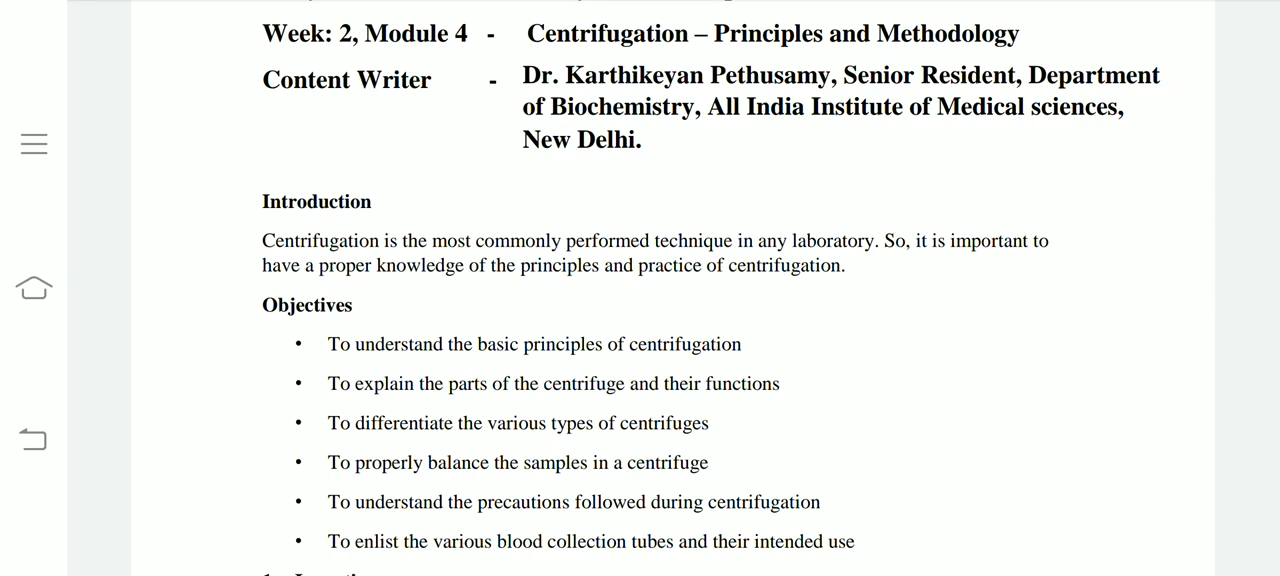 Week: 2, Module 4 - Centrifugation – Principles and Methodology
Content Writer - Dr. Karthikeyan Pethusamy, Senior Resident, Department
of Biochemistry, All India Institute of Medical sciences,
New Delhi.
Introduction
Centrifugation is the most commonly performed technique in any laboratory. So, it is important to
have a proper knowledge of the principles and practice of centrifugation.
Objectives
• To understand the basic principles of centrifugation
• To explain the parts of the centrifuge and their functions
• To differentiate the various types of centrifuges
• To properly balance the samples in a centrifuge
• To understand the precautions followed during centrifugation
• To enlist the various blood collection tubes and their intended use